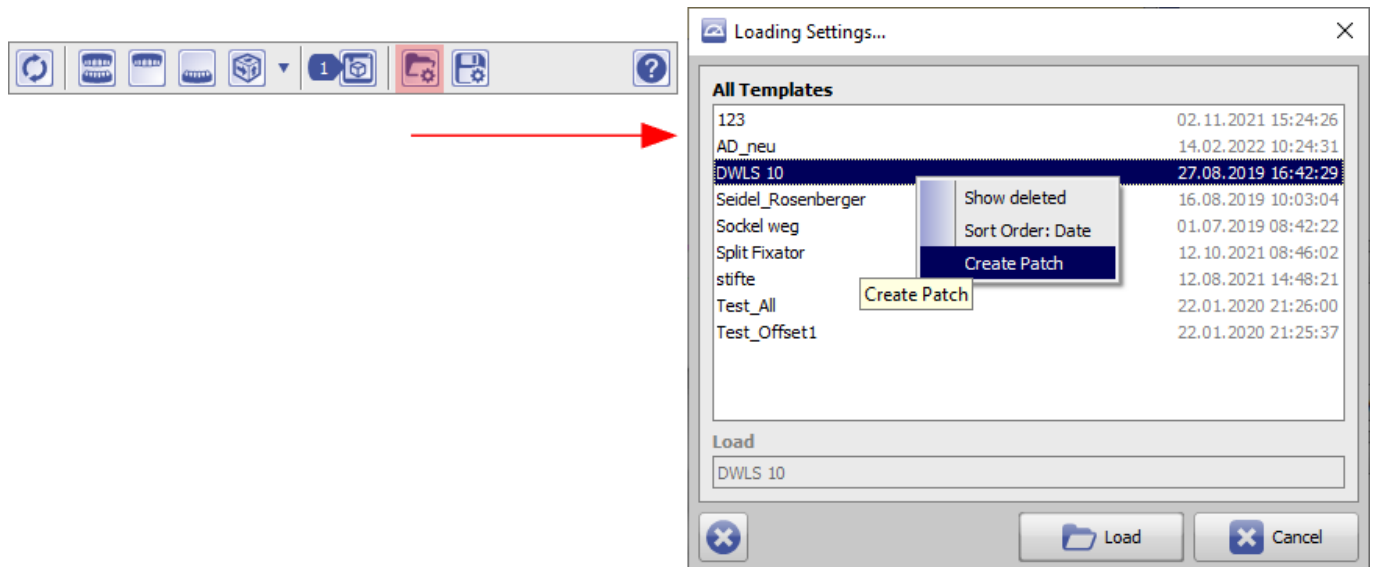 Loading Settings...
1
?
All Templates
123 02.11.2021 15:24:26
AD_neu 14.02.2022 10:24:31
DWLS 10 27.08.2019 16:42:29
Seidel_Rosenberger 16.08.2019 10:03:04
Sockel weg 01.07.2019 08:42:22
Split Fixator 12.10.2021 08:46:02
stifte 12.08.2021 14:48:21
Test_All 22.01.2020 21:26:00
Test_Offset1 22.01.2020 21:25:37
Show deleted
Sort Order: Date
Create Patch
Create Patch
Load
DWLS 10
Load Cancel